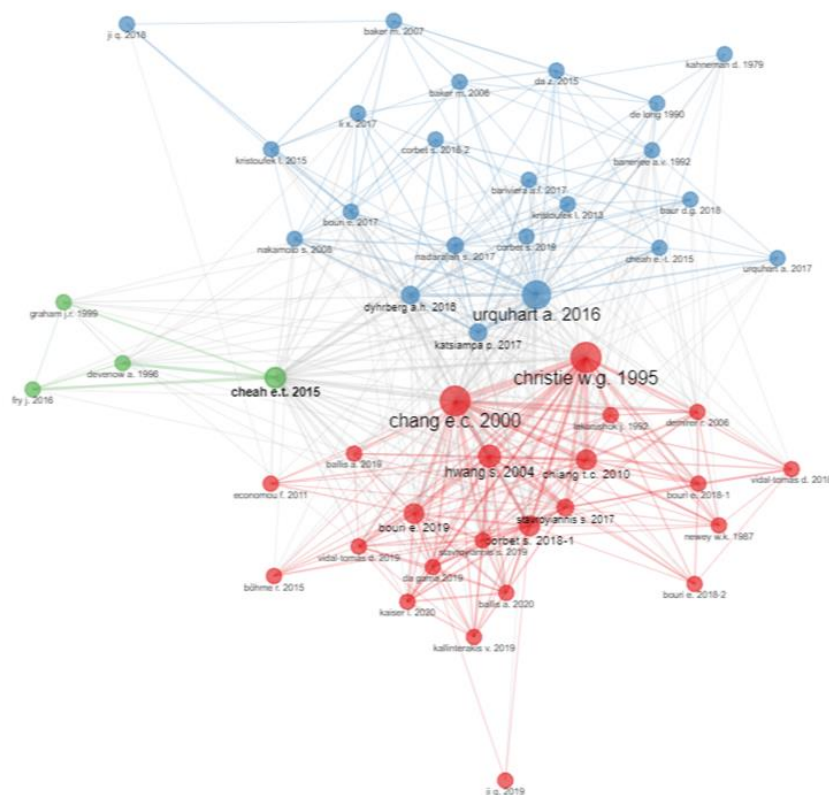 baker m. 2007
ji q. 2018
kahneman d. 1979
da z. 2015
baker m. 2006
de long 1990
li x. 2017
corbet s. 2018-2
banerjee a.v. 1992
kristoufek l. 2015
bariviera a.f. 2017
kristoufek l. 2013
baur d.g. 2018
bouri e. 2017
nakamoto s. 2008
nadarajah s. 2017
corbet s. 2019
cheah e.-t. 2015
urquhart a. 2017
dyhrberg a.h. 2016
urquhart a. 2016
graham j.r. 1999
katsiampa p. 2017
devenow a. 1996
fry j. 2016
cheah e.t. 2015
christie w.g. 1995
chang e.c. 2000
lakonishok j. 1992
demirer r. 2006
ballis a. 2019
hwang s. 2004
chiang t.c. 2010
vidal-tomás d. 2018
economou f. 2011
bouri e. 2018-1
stavroyiannis s. 2017
bouri e. 2019
corbet s. 2018-1
newey w.k. 1987
stavroyiannis s. 2019
vidal-tomás d. 2019
da gama 2019
böhme r. 2015
bouri e. 2018-2
ballis a. 2020
kaiser l. 2020
kallinterakis v. 2019
ji q. 2019